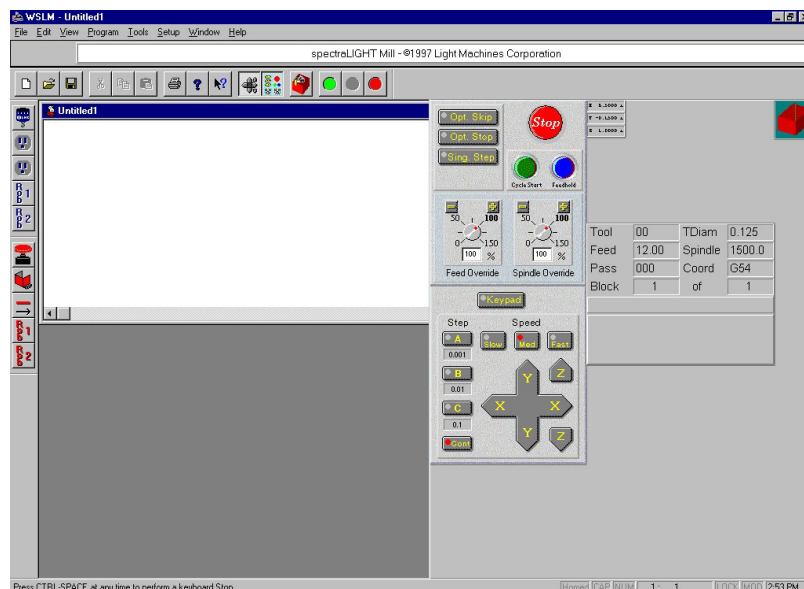 WSLM - Untitled1
File Edit View Program Tools Setup Window Help
spectraLIGHT Mill - ©1997 Light Machines Corporation
Untitled1
Opt. Skip
Opt. Stop
Sing. Step
Stop
Cycle Start Feedhold
50 100
0 150
100 %
Feed Override
50 100
0 150
100 %
Spindle Override
Tool 00 TDiam 0.125
Feed 12.00 Spindle 1500.0
Pass 000 Coord G54
Block 1 of 1
Keypad
Step Speed
A Slow Med Fast
0.001
B
0.01
C
0.1
Cont
Y Z
X X
Y Z
Press CTRL-SPACE at any time to perform a keyboard Stop
Homed CAP NUM 1: 1 LOCK MOD 2:53 PM